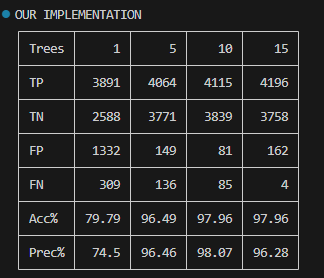 OUR IMPLEMENTATION
Trees 1 5 10 15
TP 3891 4064 4115 4196
TN 2588 3771 3839 3758
FP 1332 149 81 162
FN 309 136 85 4
Acc% 79.79 96.49 97.96 97.96
Prec% 74.5 96.46 98.07 96.28